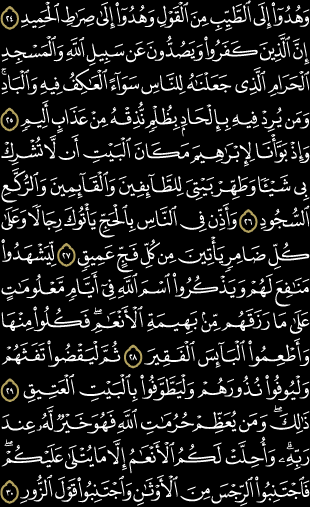 وَهُدُوٓا۟ إِلَى ٱلطَّيِّبِ مِنَ ٱلْقَوْلِ وَهُدُوٓا۟ إِلَىٰ صِرَٰطِ ٱلْحَمِيدِ ٢٤
إِنَّ ٱلَّذِينَ كَفَرُوا۟ وَيَصُدُّونَ عَن سَبِيلِ ٱللَّهِ وَٱلْمَسْجِدِ
ٱلْحَرَامِ ٱلَّذِى جَعَلْنَٰهُ لِلنَّاسِ سَوَآءً ٱلْعَٰكِفُ فِيهِ وَٱلْبَادِ ۚ
وَمَن يُرِدْ فِيهِ بِإِلْحَادٍۭ بِظُلْمٍ نُّذِقْهُ مِنْ عَذَابٍ أَلِيمٍ ٢٥
وَإِذْ بَوَّأْنَا لِإِبْرَٰهِيمَ مَكَانَ ٱلْبَيْتِ أَن لَّا تُشْرِكْ
بِى شَيْـًٔا وَطَهِّرْ بَيْتِىَ لِلطَّآئِفِينَ وَٱلْقَآئِمِينَ وَٱلرُّكَّعِ
ٱلسُّجُودِ ٢٦ وَأَذِّن فِى ٱلنَّاسِ بِٱلْحَجِّ يَأْتُوكَ رِجَالًا وَعَلَىٰ
كُلِّ ضَامِرٍ يَأْتِينَ مِن كُلِّ فَجٍّ عَمِيقٍ ٢٧ لِّيَشْهَدُوا۟
مَنَٰفِعَ لَهُمْ وَيَذْكُرُوا۟ ٱسْمَ ٱللَّهِ فِىٓ أَيَّامٍ مَّعْلُومَٰتٍ
عَلَىٰ مَا رَزَقَهُم مِّنۢ بَهِيمَةِ ٱلْأَنْعَٰمِ ۖ فَكُلُوا۟ مِنْهَا
وَأَطْعِمُوا۟ ٱلْبَآئِسَ ٱلْفَقِيرَ ٢٨ ثُمَّ لْيَقْضُوا۟ تَفَثَهُمْ
وَلْيُوفُوا۟ نُذُورَهُمْ وَلْيَطَّوَّفُوا۟ بِٱلْبَيْتِ ٱلْعَتِيقِ ٢٩
ذَٰلِكَ وَمَن يُعَظِّمْ حُرُمَٰتِ ٱللَّهِ فَهُوَ خَيْرٌ لَّهُۥ عِندَ
رَبِّهِۦ ۗ وَأُحِلَّتْ لَكُمُ ٱلْأَنْعَٰمُ إِلَّا مَا يُتْلَىٰ عَلَيْكُمْ ۖ
فَٱجْتَنِبُوا۟ ٱلرِّجْسَ مِنَ ٱلْأَوْثَٰنِ وَٱجْتَنِبُوا۟ قَوْلَ ٱلزُّورِ ٣٠